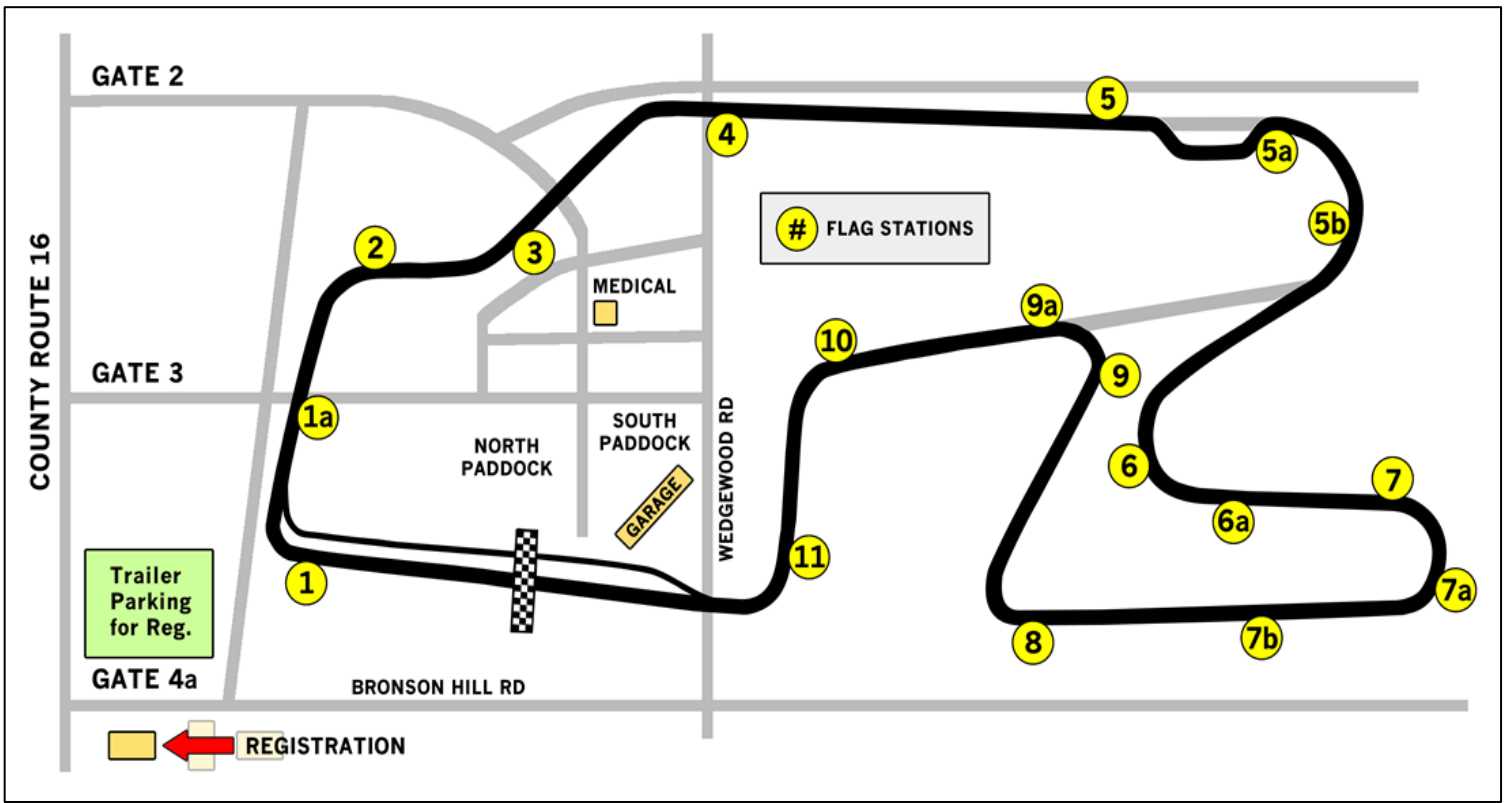 GATE 2
COUNTY ROUTE 16
GATE 3
GATE 4a
Trailer
Parking
for Reg.
REGISTRATION
BRONSON HILL RD
WEDGEWOOD RD
NORTH
PADDOCK
SOUTH
PADDOCK
GARAGE
MEDICAL
# FLAG STATIONS
1
1a
2
3
4
5
5a
5b
6
6a
7
7a
7b
8
9
9a
10
11